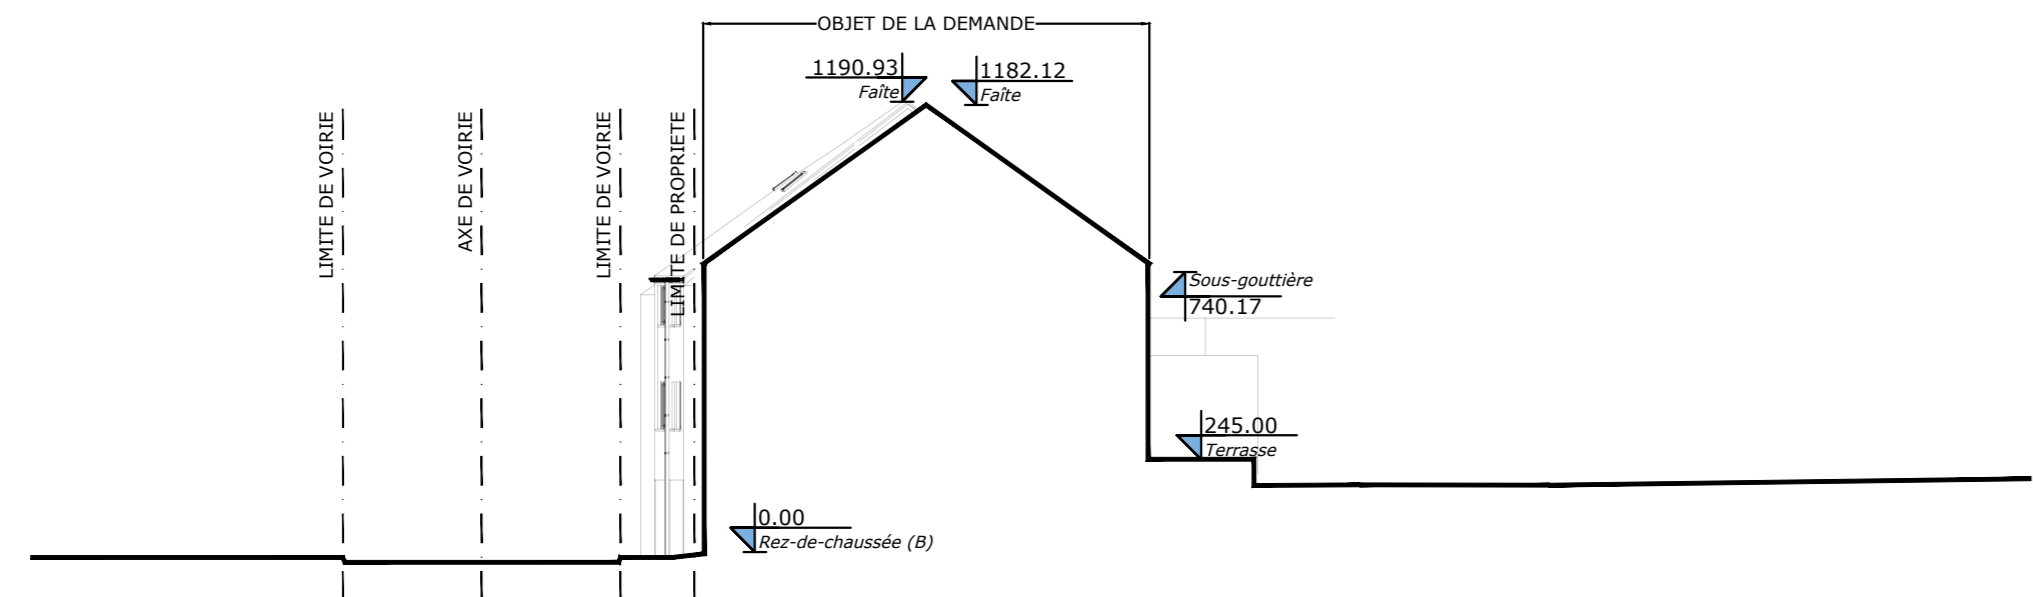 OBJET DE LA DEMANDE
1190.93
Faîte
1182.12
Faîte
LIMITE DE VOIRIE
AXE DE VOIRIE
LIMITE DE VOIRIE
LIMITE DE PROPRIETE
Sous-gouttière
740.17
245.00
Terrasse
0.00
Rez-de-chaussée (B)